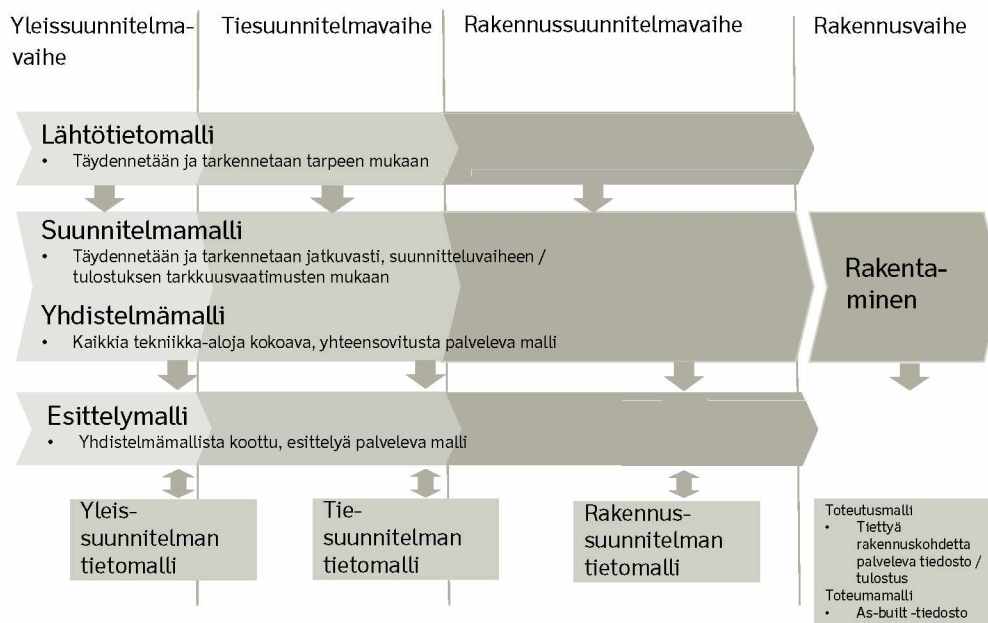 Yleissuunnitelma-
vaihe
Tiesuunnitelmavaihe
Rakennussuunnitelmavaihe
Rakennusvaihe
Lähtötietomalli
• Täydennetään ja tarkennetaan tarpeen mukaan
Suunnitelmamalli
• Täydennetään ja tarkennetaan jatkuvasti, suunnitteluvaiheen /
tulostuksen tarkkuusvaatimusten mukaan
Yhdistelmämalli
• Kaikkia tekniikka-aloja kokoava, yhteensovitusta palveleva malli
Rakenta-
minen
Esittelymalli
• Yhdistelmämallista koottu, esittelyä palveleva malli
Yleis-
suunnitelman
tietomalli
Tie-
suunnitelman
tietomalli
Rakennus-
suunnitelman
tietomalli
Toteutusmalli
• Tiettyä
rakennuskohdetta
palveleva tiedosto /
tulostus
Toteumamalli
• As-built -tiedosto